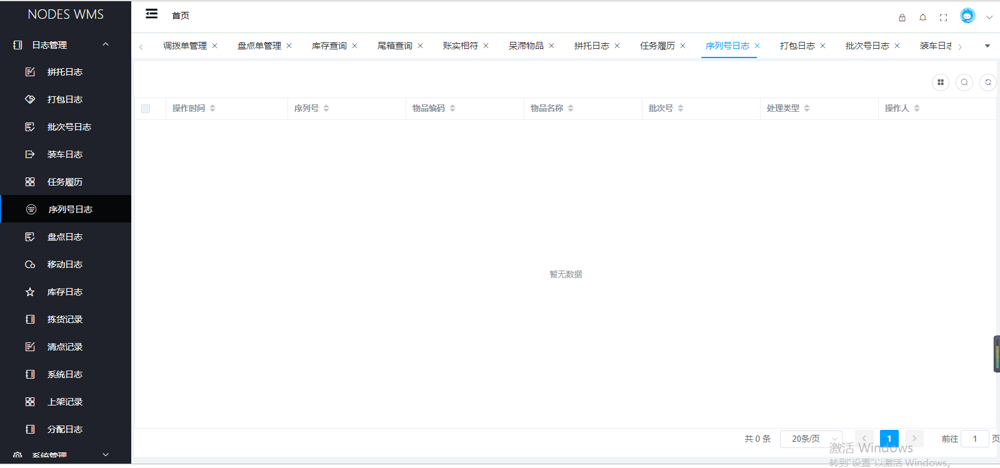 NODES WMS
首页
日志管理
拼托日志
打包日志
批次号日志
装车日志
任务履历
序列号日志
盘点日志
移动日志
库存日志
拣货记录
清点记录
系统日志
上架记录
分配日志
系统管理
调拨单管理 盘点单管理 库存查询 尾箱查询 账实相符 呆滞物品 拼托日志 任务履历 序列号日志 打包日志 批次号日志 装车日志
操作时间 序列号 物品编码 物品名称 批次号 处理类型 操作人
暂无数据
共 0 条 20条/页 1 前往 1 页
激活 Windows
转到"设置"以激活 Windows。